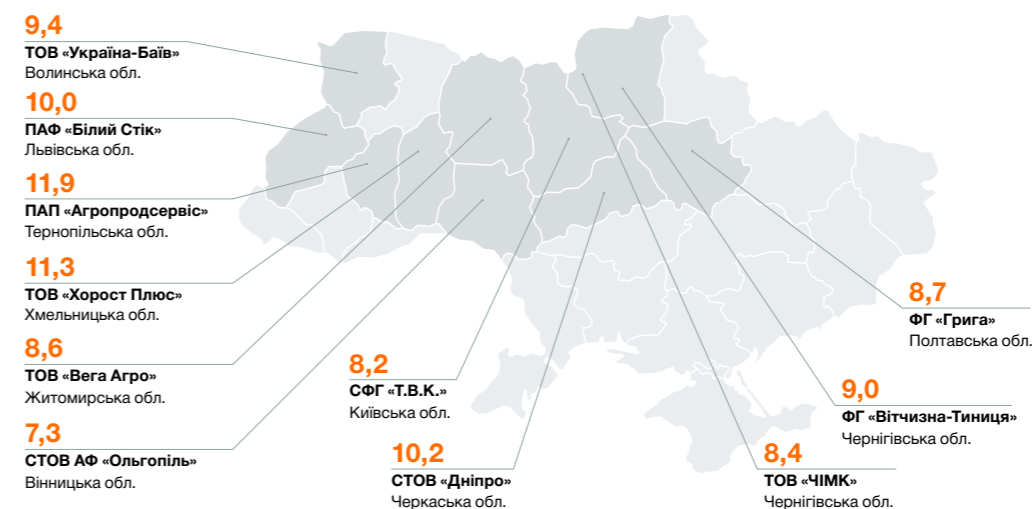 9,4
ТОВ «Україна-Баїв»
Волинська обл.
10,0
ПАФ «Білий Стік»
Львівська обл.
11,9
ПАП «Агропродсервіс»
Тернопільська обл.
11,3
ТОВ «Хорост Плюс»
Хмельницька обл.
8,6
ТОВ «Вега Агро»
Житомирська обл.
7,3
СТОВ АФ «Ольгопіль»
Вінницька обл.
8,2
СФГ «Т.В.К.»
Київська обл.
10,2
СТОВ «Дніпро»
Черкаська обл.
8,7
ФГ «Грига»
Полтавська обл.
9,0
ФГ «Вітчизна-Тиниця»
Чернігівська обл.
8,4
ТОВ «ЧІМК»
Чернігівська обл.